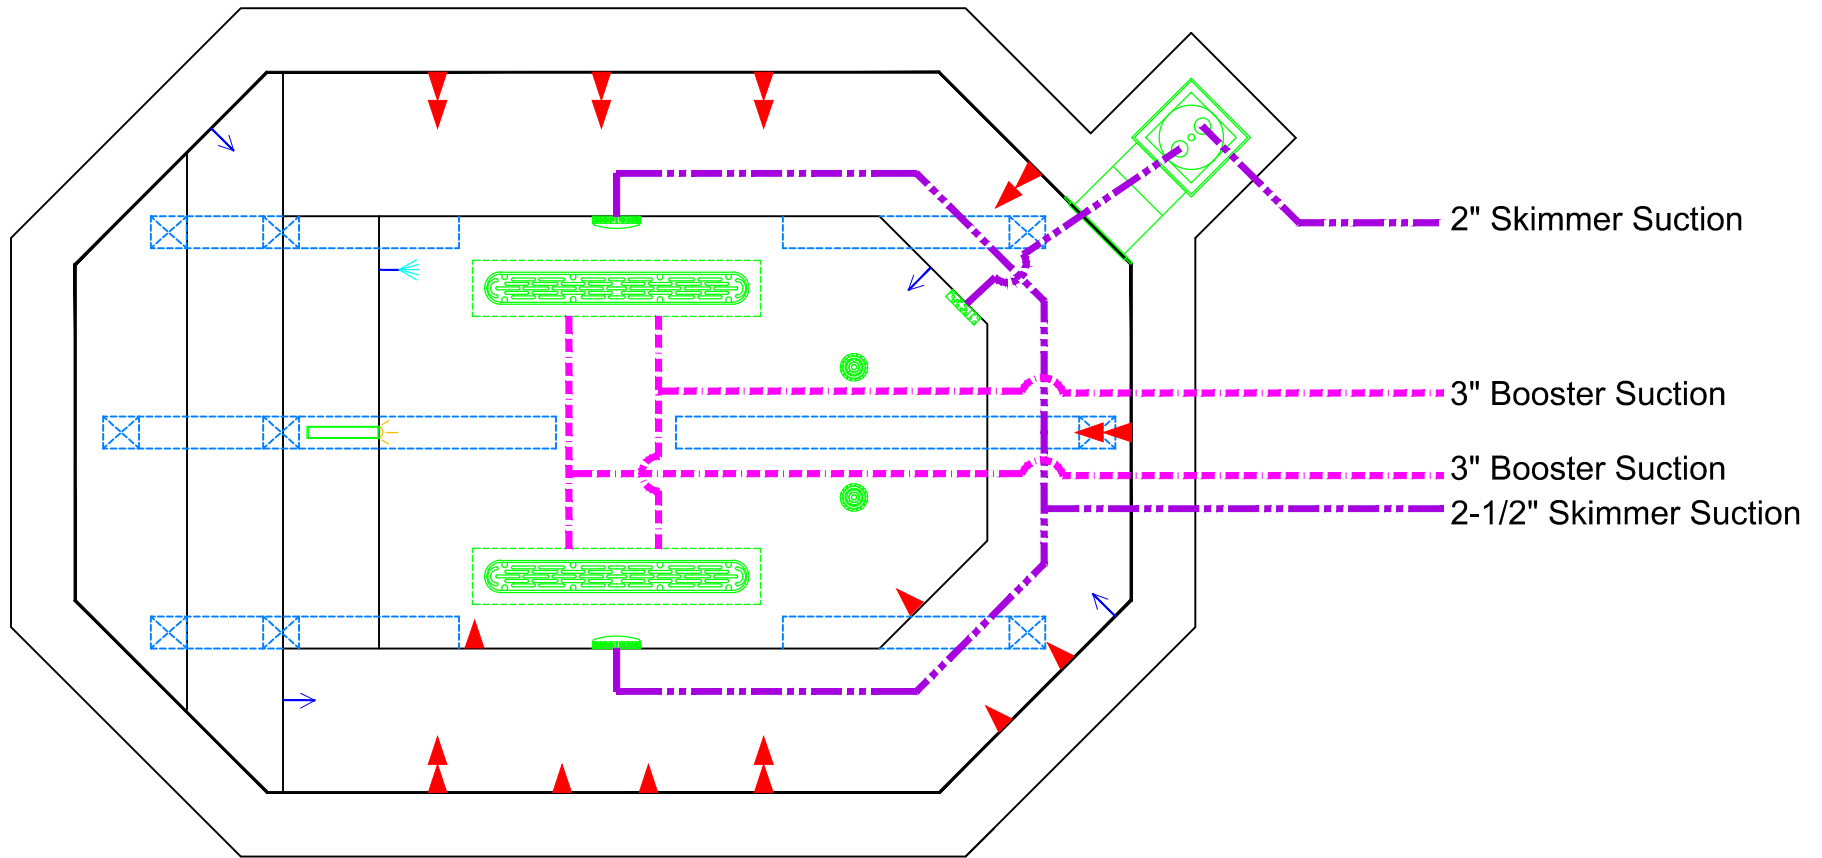 2" Skimmer Suction
3" Booster Suction
3" Booster Suction
2-1/2" Skimmer Suction